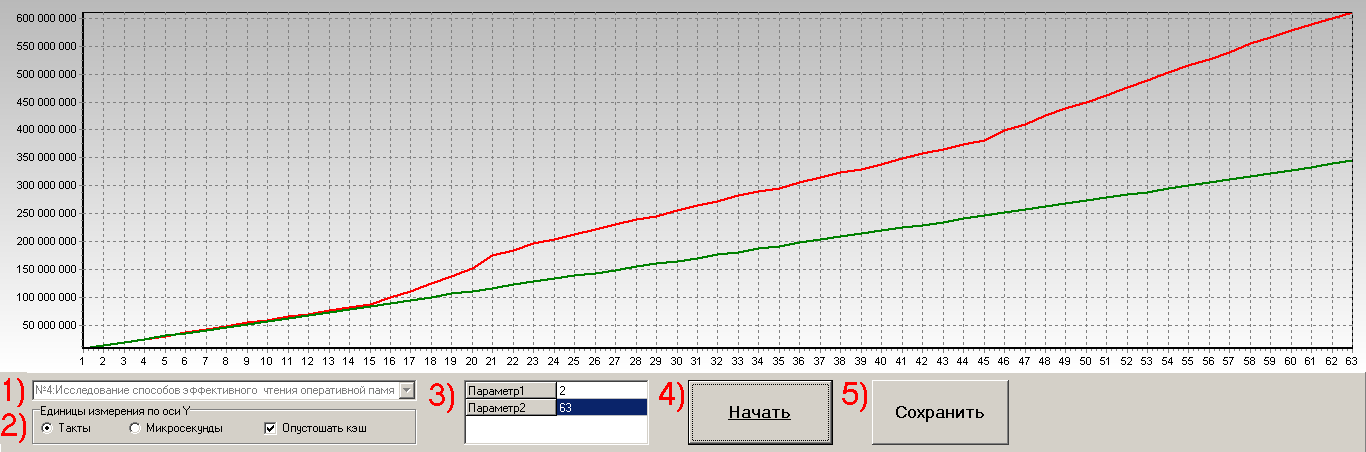 600 000 000
550 000 000
500 000 000
450 000 000
400 000 000
350 000 000
300 000 000
250 000 000
200 000 000
150 000 000
100 000 000
50 000 000
1 2 3 4 5 6 7 8 9 10 11 12 13 14 15 16 17 18 19 20 21 22 23 24 25 26 27 28 29 30 31 32 33 34 35 36 37 38 39 40 41 42 43 44 45 46 47 48 49 50 51 52 53 54 55 56 57 58 59 60 61 62 63
1) №4:Исследование способов эффективного чтения оперативной памя
2) Единицы измерения по оси Y
Такты Микросекунды Опустошать кэш
3) Параметр1 2
Параметр2 63
4) Начать
5) Сохранить